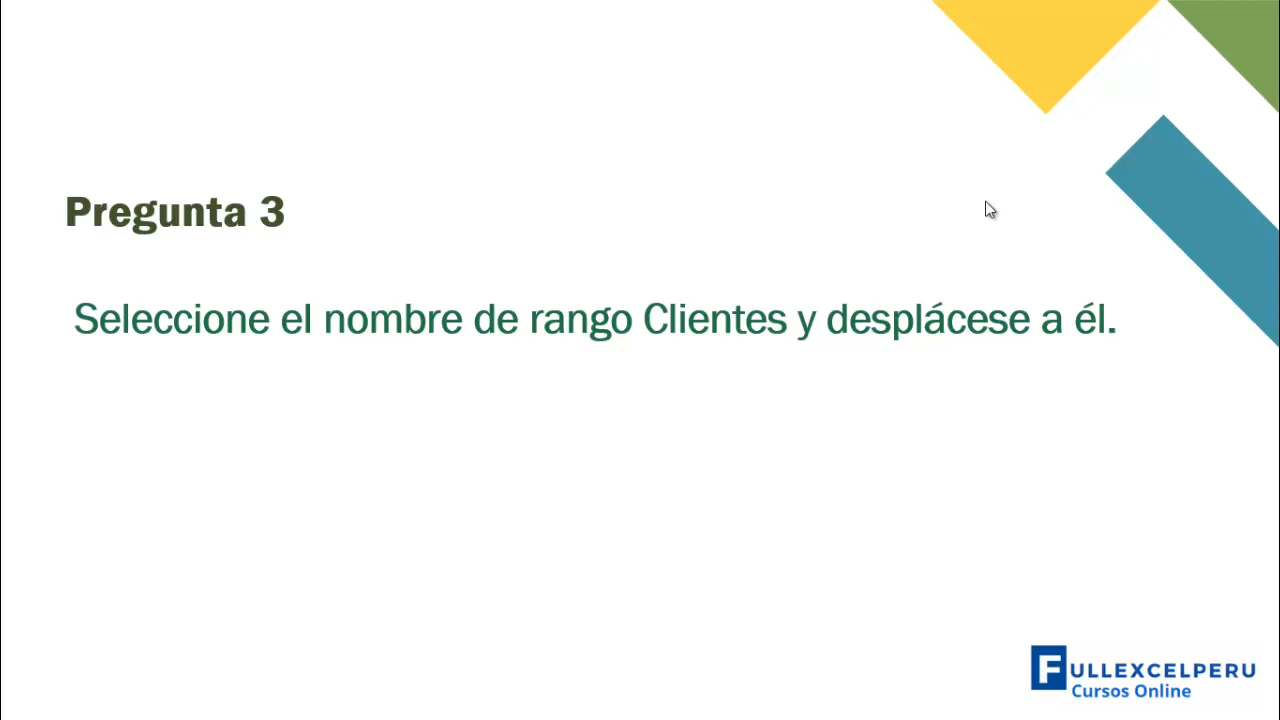 Pregunta 3
Seleccione el nombre de rango Clientes y desplácese a él.
FULLEXCELPERU
Cursos Online